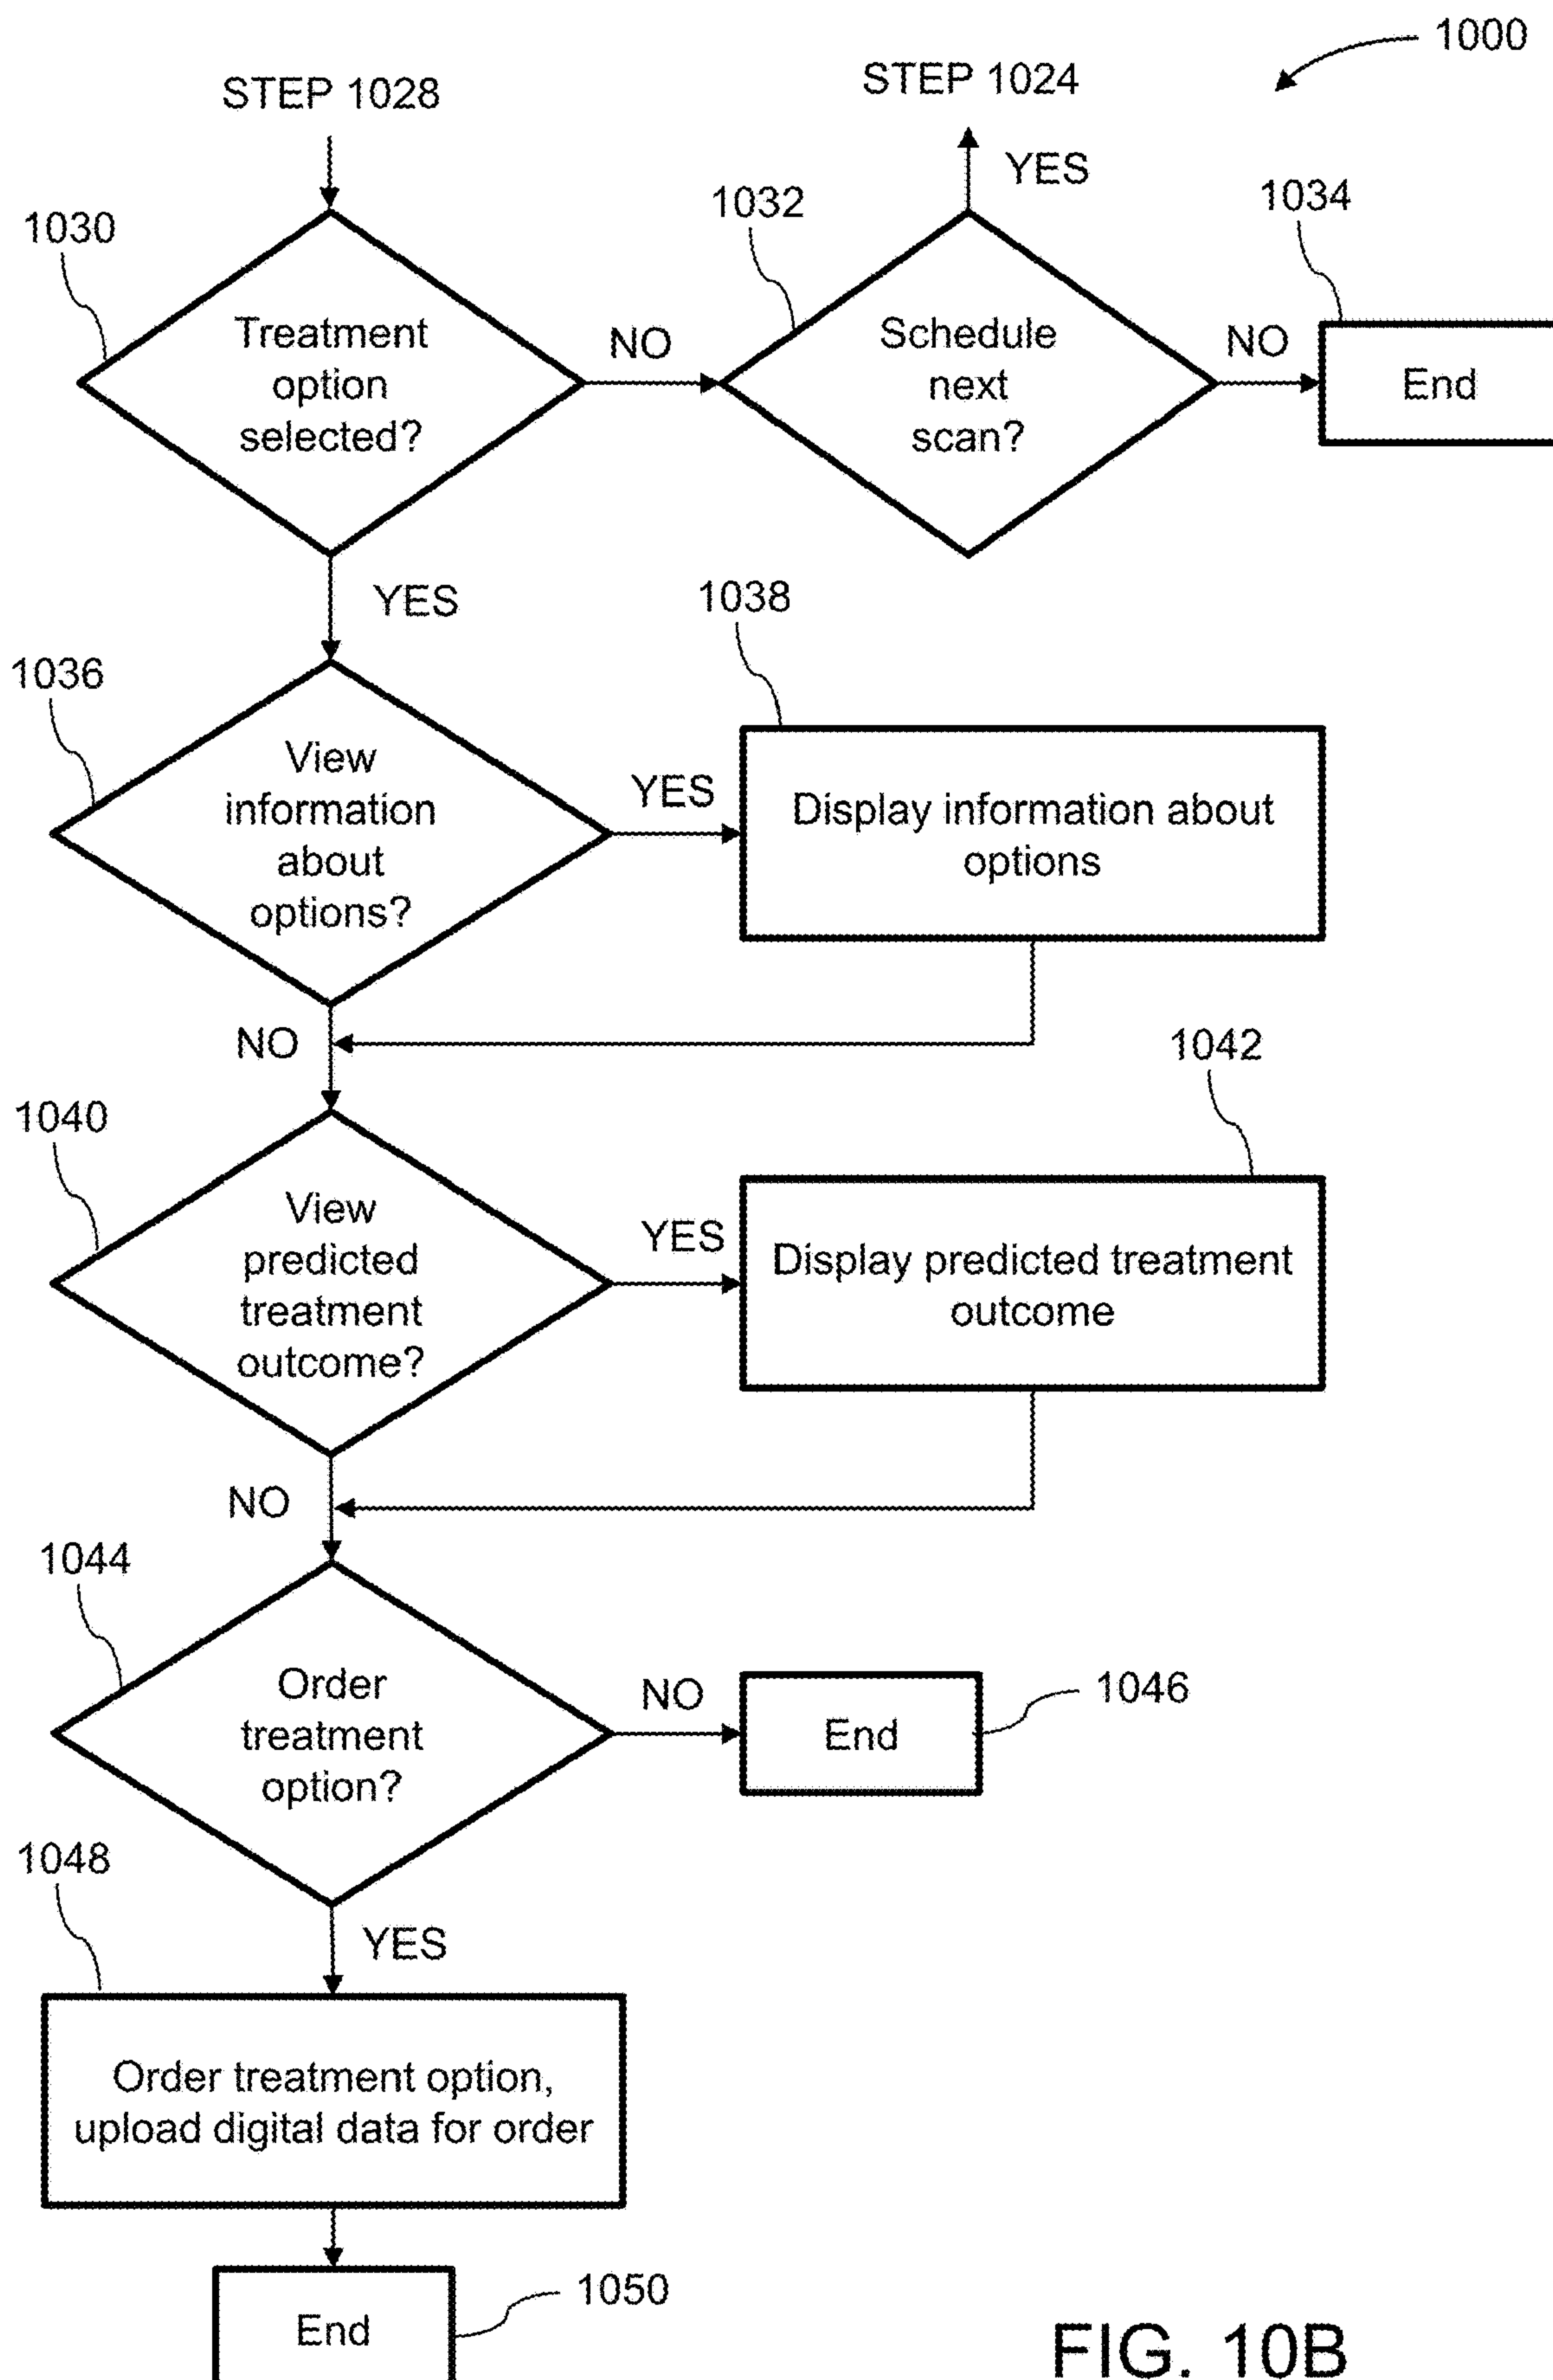 1000
STEP 1028
STEP 1024
YES
1030
1032
1034
Treatment
option
selected?
NO
Schedule
next
scan?
NO
End
YES
1036
1038
View
information
about
options?
YES
Display information about
options
NO
1040
1042
View
predicted
treatment
outcome?
YES
Display predicted treatment
outcome
NO
1044
Order
treatment
option?
NO
End
1046
1048
YES
Order treatment option,
upload digital data for order
End
1050
FIG. 10B